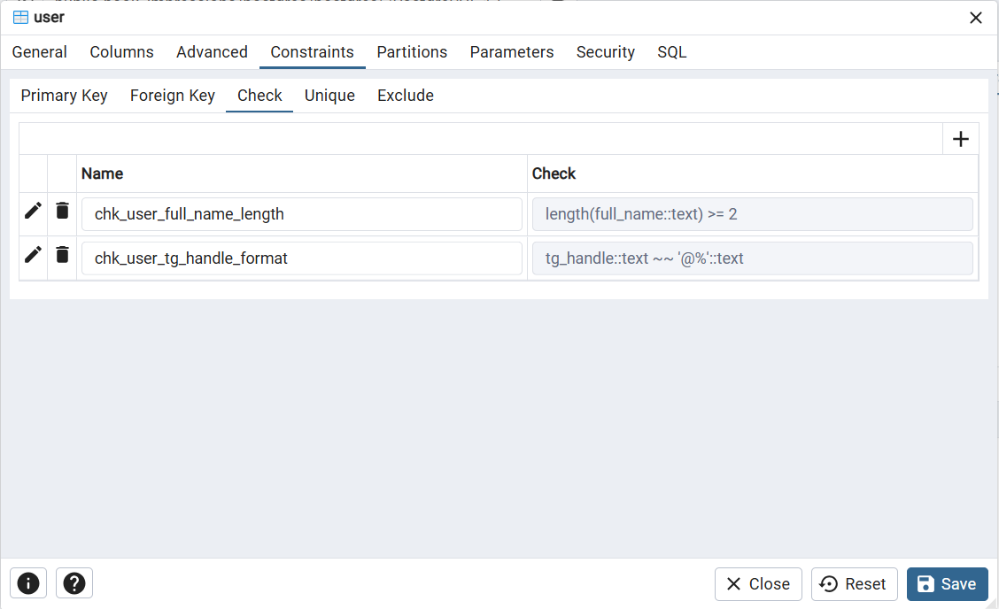 user
General Columns Advanced Constraints Partitions Parameters Security SQL
Primary Key Foreign Key Check Unique Exclude
Name Check
chk_user_full_name_length length(full_name::text) >= 2
chk_user_tg_handle_format tg_handle::text ~~ '@%'::text
Close Reset Save